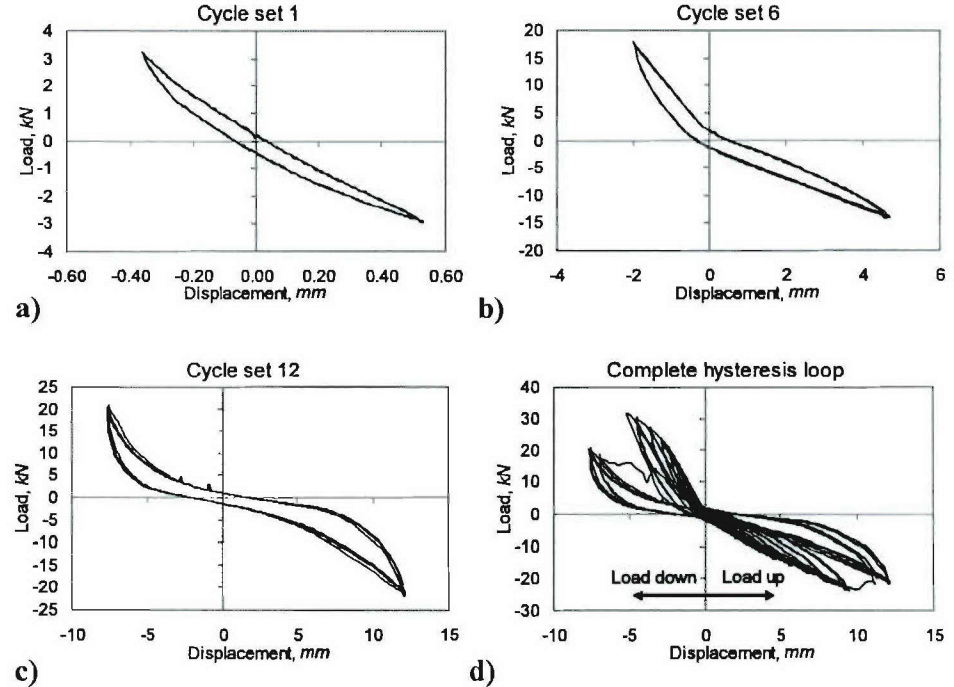 Cycle set 1
4
3
2
1
0
-1
-2
-3
-4
Load, kN
-0.60 -0.40 -0.20 0.00 0.20 0.40 0.60
Displacement, mm
a)
Cycle set 6
20
15
10
5
0
-5
-10
-15
-20
Load, kN
-4 -2 0 2 4 6
Displacement, mm
b)
Cycle set 12
25
20
15
10
5
0
-5
-10
-15
-20
-25
Load, kN
-10 -5 0 5 10 15
Displacement, mm
c)
Complete hysteresis loop
40
30
20
10
0
-10
-20
-30
Load, kN
Load down Load up
-10 -5 0 5 10 15
Displacement, mm
d)